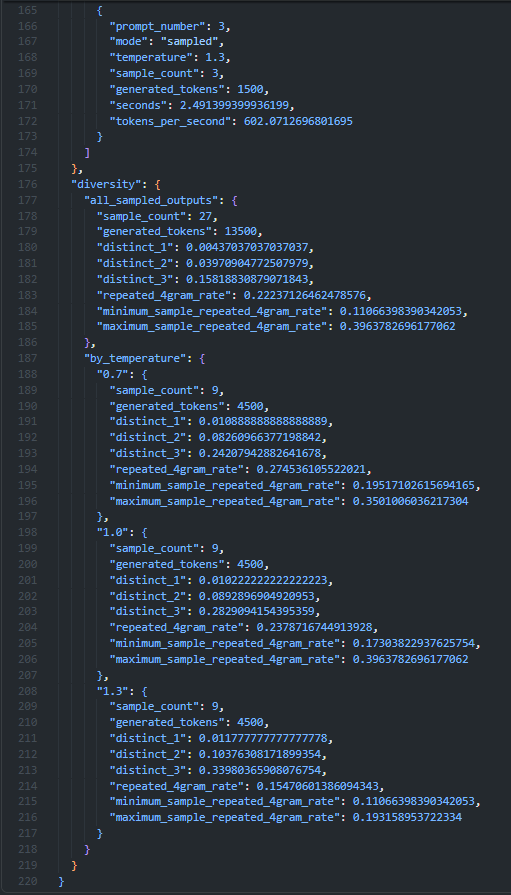 165 {
166 "prompt_number": 3,
167 "mode": "sampled",
168 "temperature": 1.3,
169 "sample_count": 3,
170 "generated_tokens": 1500,
171 "seconds": 2.491399399936199,
172 "tokens_per_second": 602.0712696801695
173 }
174 ]
175 },
176 "diversity": {
177 "all_sampled_outputs": {
178 "sample_count": 27,
179 "generated_tokens": 13500,
180 "distinct_1": 0.00437037037037037,
181 "distinct_2": 0.03970904772507979,
182 "distinct_3": 0.15818830879071843,
183 "repeated_4gram_rate": 0.22237126462478576,
184 "minimum_sample_repeated_4gram_rate": 0.11066398390342053,
185 "maximum_sample_repeated_4gram_rate": 0.3963782696177062
186 },
187 "by_temperature": {
188 "0.7": {
189 "sample_count": 9,
190 "generated_tokens": 4500,
191 "distinct_1": 0.010888888888888889,
192 "distinct_2": 0.08260966377198842,
193 "distinct_3": 0.24207942882641678,
194 "repeated_4gram_rate": 0.274536105522021,
195 "minimum_sample_repeated_4gram_rate": 0.19517102615694165,
196 "maximum_sample_repeated_4gram_rate": 0.3501006036217304
197 },
198 "1.0": {
199 "sample_count": 9,
200 "generated_tokens": 4500,
201 "distinct_1": 0.010222222222222223,
202 "distinct_2": 0.0892896904920953,
203 "distinct_3": 0.2829094154395359,
204 "repeated_4gram_rate": 0.2378716744913928,
205 "minimum_sample_repeated_4gram_rate": 0.17303822937625754,
206 "maximum_sample_repeated_4gram_rate": 0.3963782696177062
207 },
208 "1.3": {
209 "sample_count": 9,
210 "generated_tokens": 4500,
211 "distinct_1": 0.011777777777777778,
212 "distinct_2": 0.10376308171899354,
213 "distinct_3": 0.33980365908076754,
214 "repeated_4gram_rate": 0.15470601386094343,
215 "minimum_sample_repeated_4gram_rate": 0.11066398390342053,
216 "maximum_sample_repeated_4gram_rate": 0.193158953722334
217 }
218 }
219 }
220 }